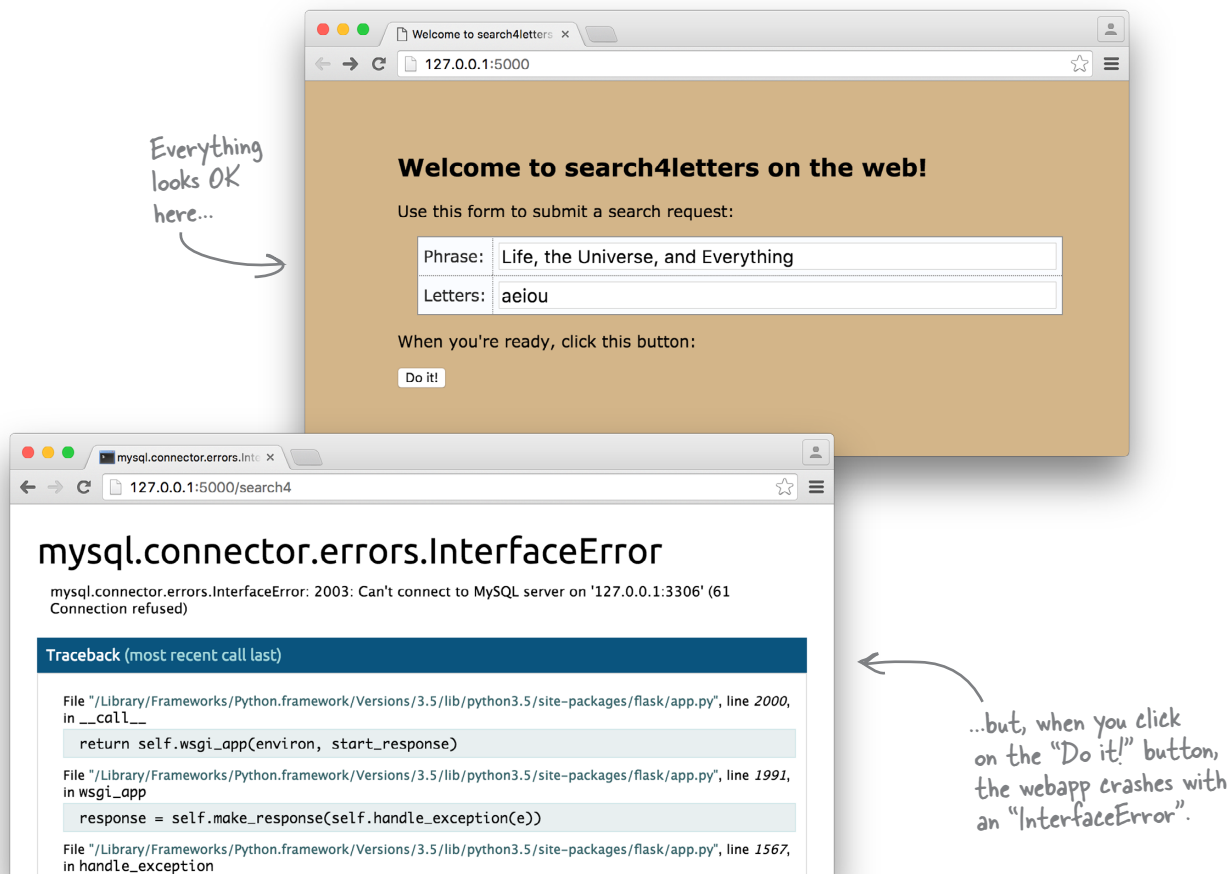 Welcome to search4letters
127.0.0.1:5000
Everything
looks OK
here...
Welcome to search4letters on the web!
Use this form to submit a search request:
Phrase: Life, the Universe, and Everything
Letters: aeiou
When you're ready, click this button:
Do it!
mysql.connector.errors.Inte
127.0.0.1:5000/search4
mysql.connector.errors.InterfaceError
mysql.connector.errors.InterfaceError: 2003: Can't connect to MySQL server on '127.0.0.1:3306' (61
Connection refused)
Traceback (most recent call last)
File "/Library/Frameworks/Python.framework/Versions/3.5/lib/python3.5/site-packages/flask/app.py", line 2000,
in __call__
return self.wsgi_app(environ, start_response)
File "/Library/Frameworks/Python.framework/Versions/3.5/lib/python3.5/site-packages/flask/app.py", line 1991,
in wsgi_app
response = self.make_response(self.handle_exception(e))
File "/Library/Frameworks/Python.framework/Versions/3.5/lib/python3.5/site-packages/flask/app.py", line 1567,
in handle_exception
...but, when you click
on the "Do it!" button,
the webapp crashes with
an "InterfaceError".